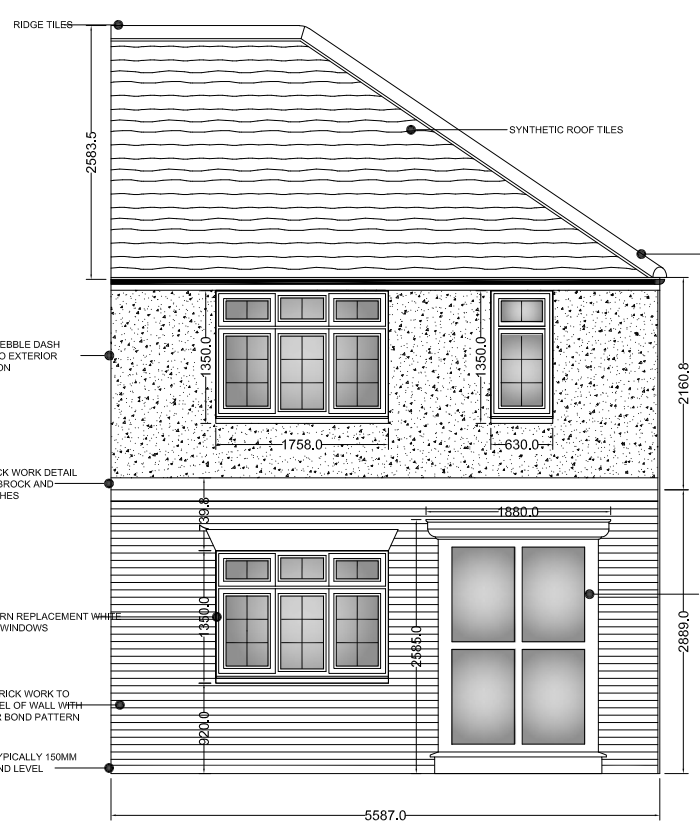 RIDGE TILES
2583.5
SYNTHETIC ROOF TILES
EBBLE DASH
O EXTERIOR
ON
1350.0
1350.0
2160.8
1758.0
630.0
CK WORK DETAIL
BROCK AND
HES
739.8
1880.0
RN REPLACEMENT WHITE
WINDOWS
1350.0
2585.0
2889.0
RICK WORK TO
EL OF WALL WITH
R BOND PATTERN
920.0
YPICALLY 150MM
ND LEVEL
5587.0